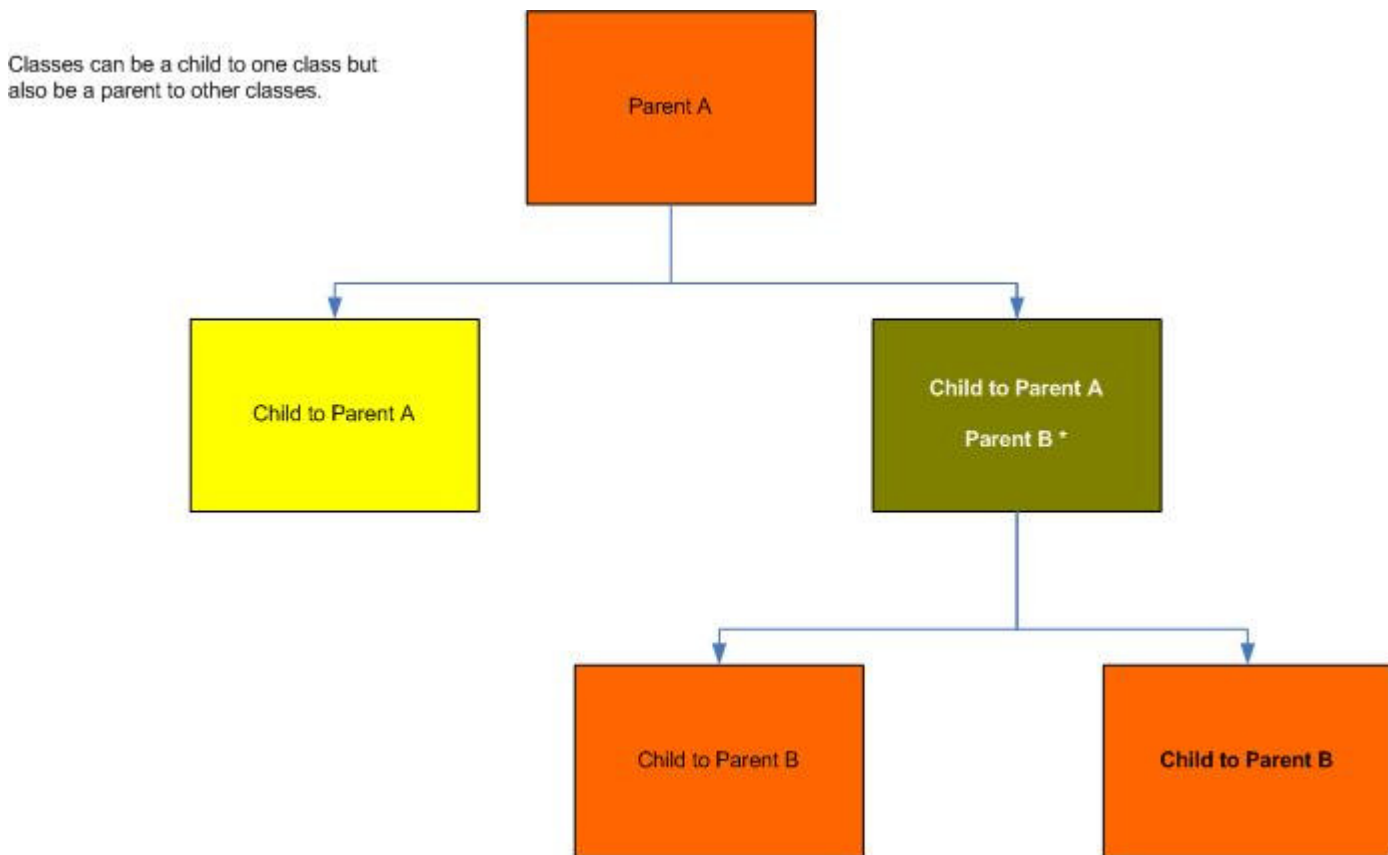 Classes can be a child to one class but
also be a parent to other classes.
Parent A
Child to Parent A
Child to Parent A
Parent B *
Child to Parent B
Child to Parent B